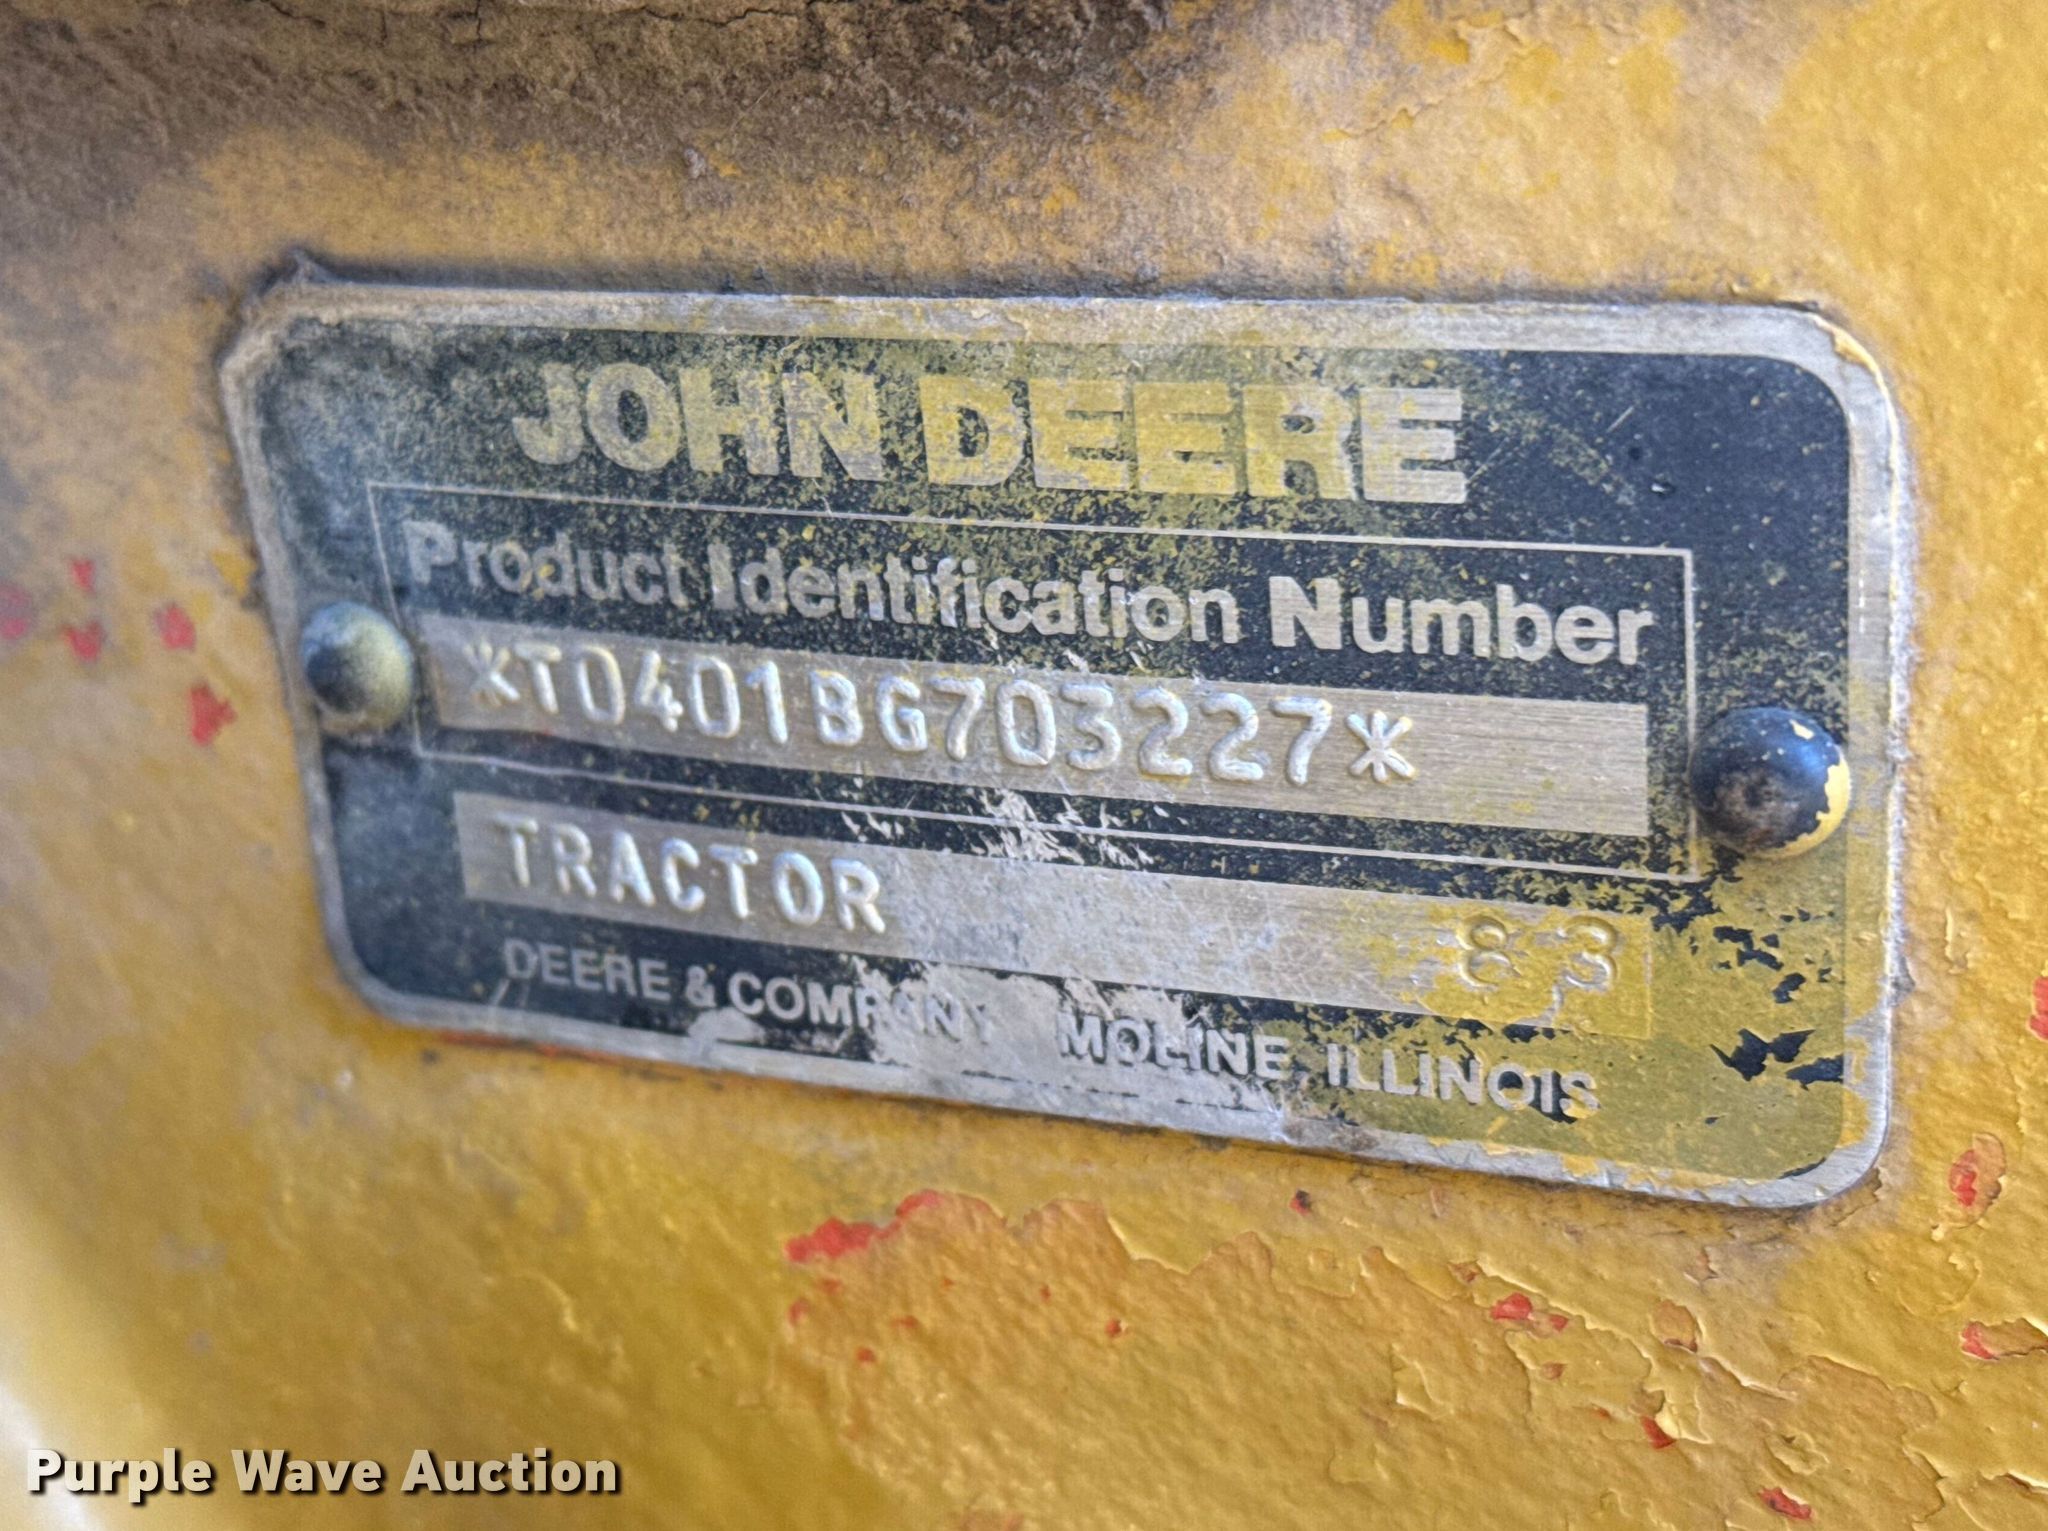 JOHN DEERE
Product Identification Number
*T0401BG703227*
TRACTOR 83
DEERE & COMPANY MOLINE, ILLINOIS
Purple Wave Auction